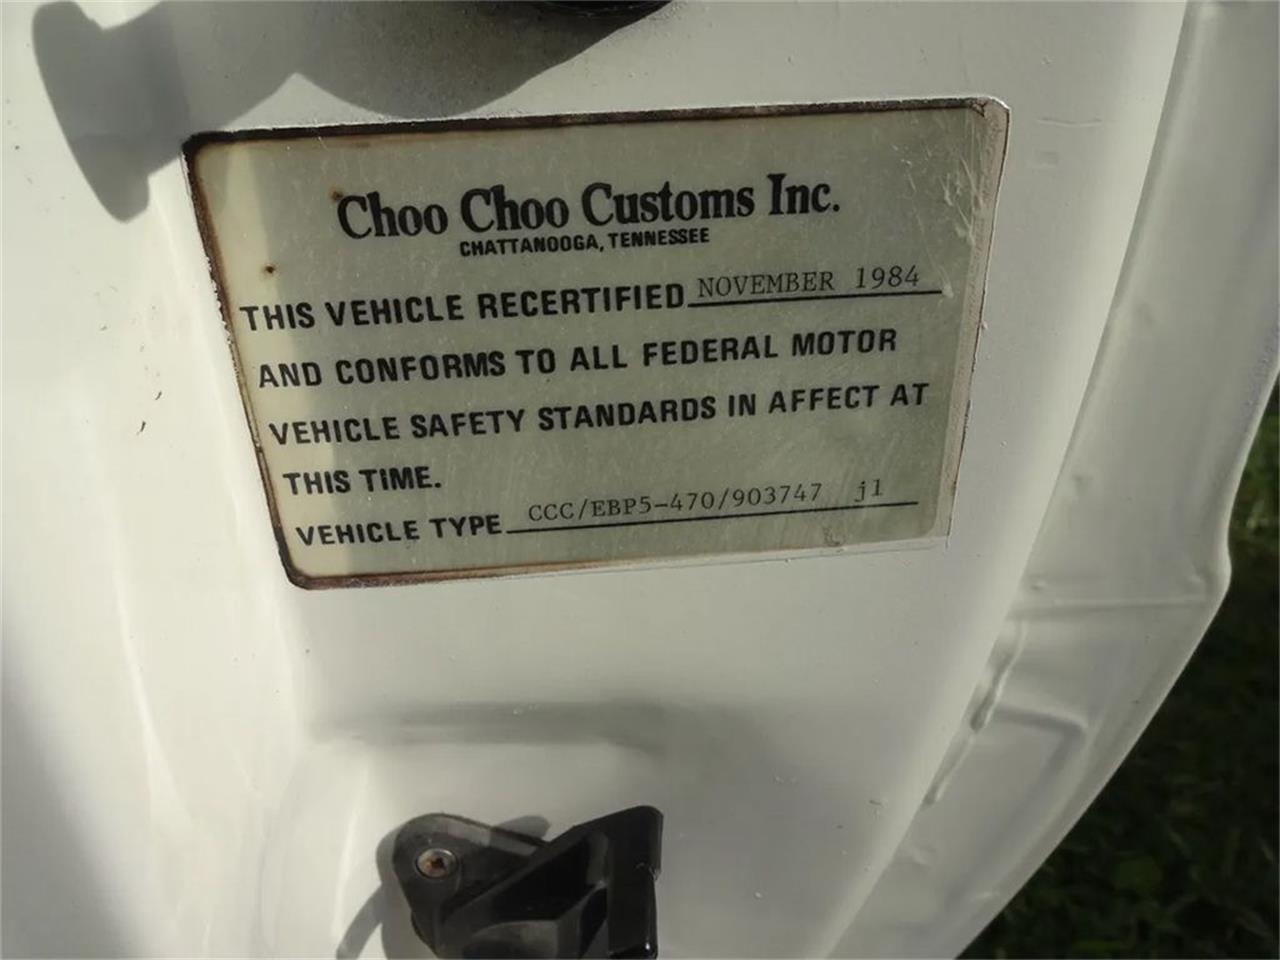 Choo Choo Customs Inc.
CHATTANOOGA, TENNESSEE
THIS VEHICLE RECERTIFIED NOVEMBER 1984
AND CONFORMS TO ALL FEDERAL MOTOR
VEHICLE SAFETY STANDARDS IN AFFECT AT
THIS TIME.
VEHICLE TYPE CCC/EBP5-470/903747 jl